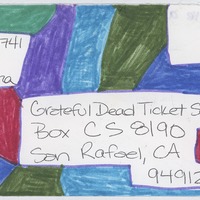 741
Grateful Dead Ticket S
Box CS 8190
San Rafael, CA
94912